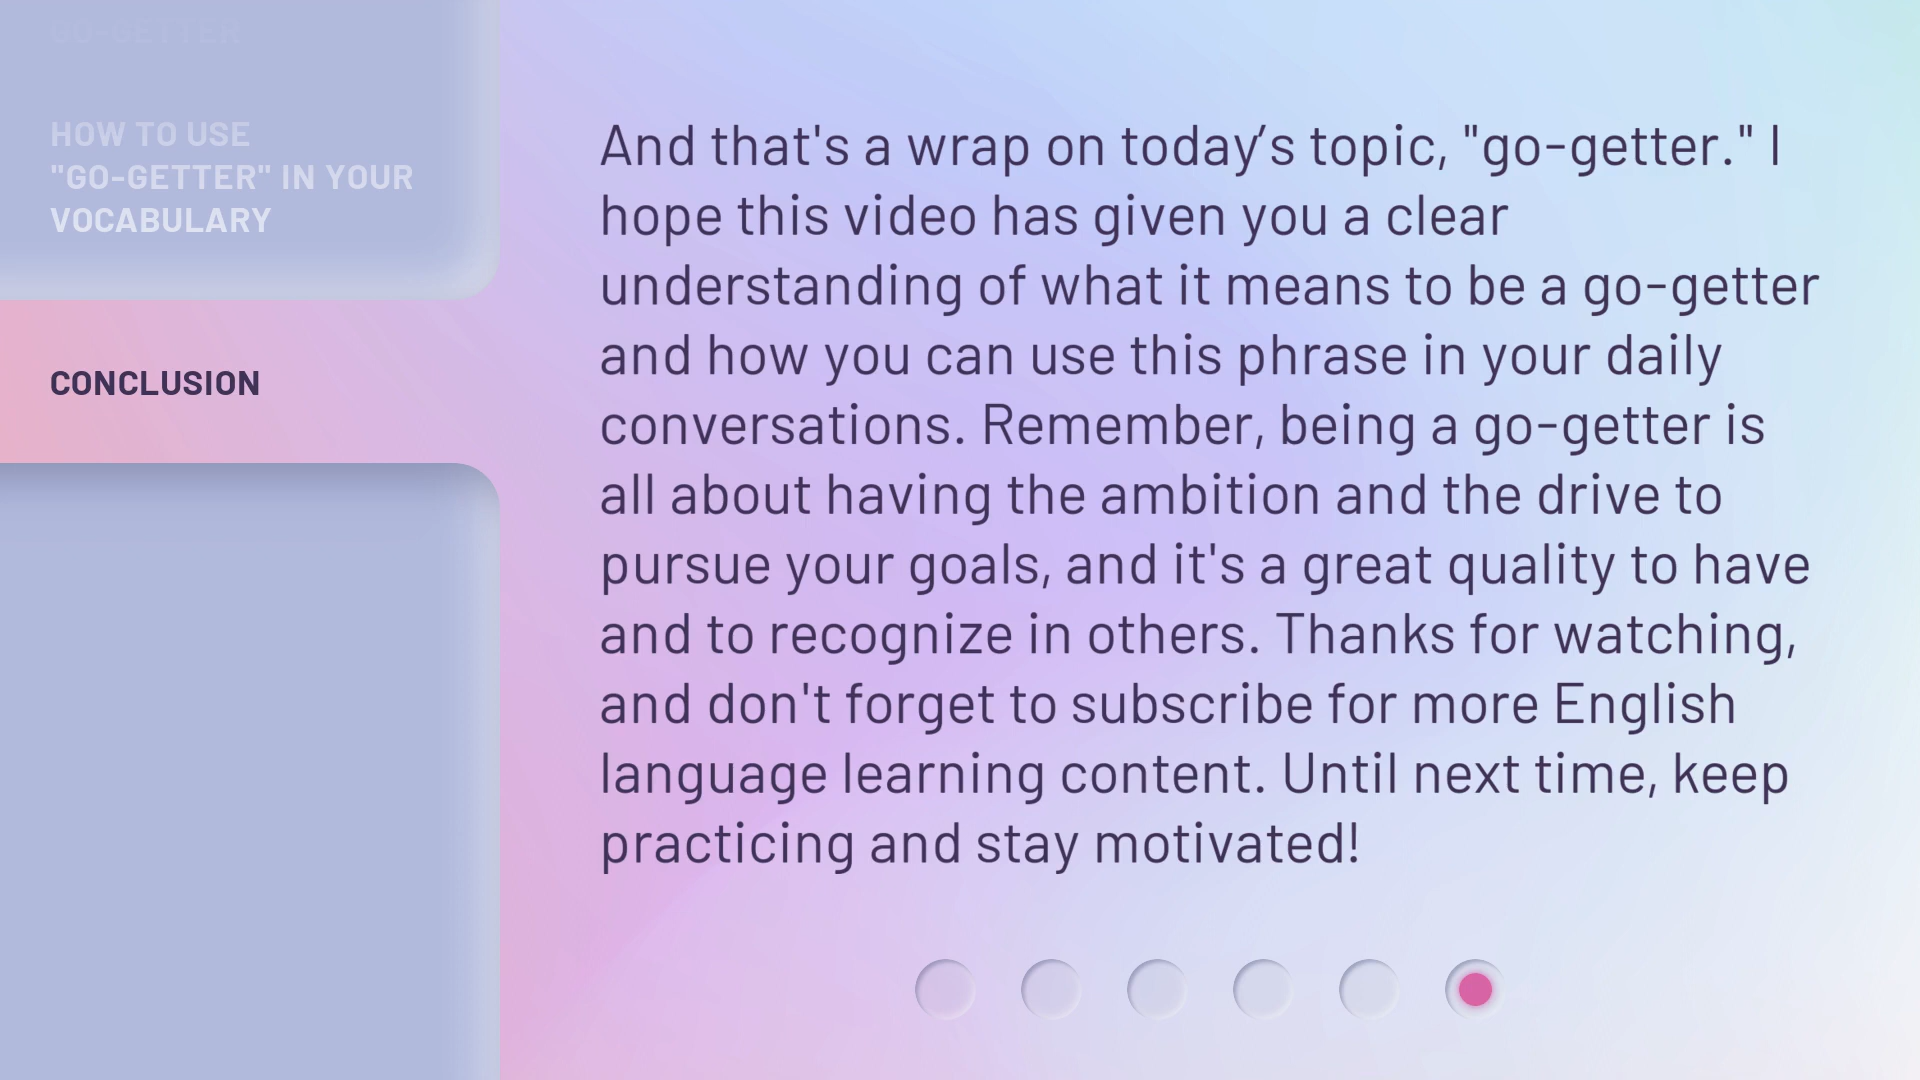 GO-GETTER
HOW TO USE
"GO-GETTER" IN YOUR
VOCABULARY
CONCLUSION
And that's a wrap on today’s topic, "go-getter." I
hope this video has given you a clear
understanding of what it means to be a go-getter
and how you can use this phrase in your daily
conversations. Remember, being a go-getter is
all about having the ambition and the drive to
pursue your goals, and it's a great quality to have
and to recognize in others. Thanks for watching,
and don't forget to subscribe for more English
language learning content. Until next time, keep
practicing and stay motivated!